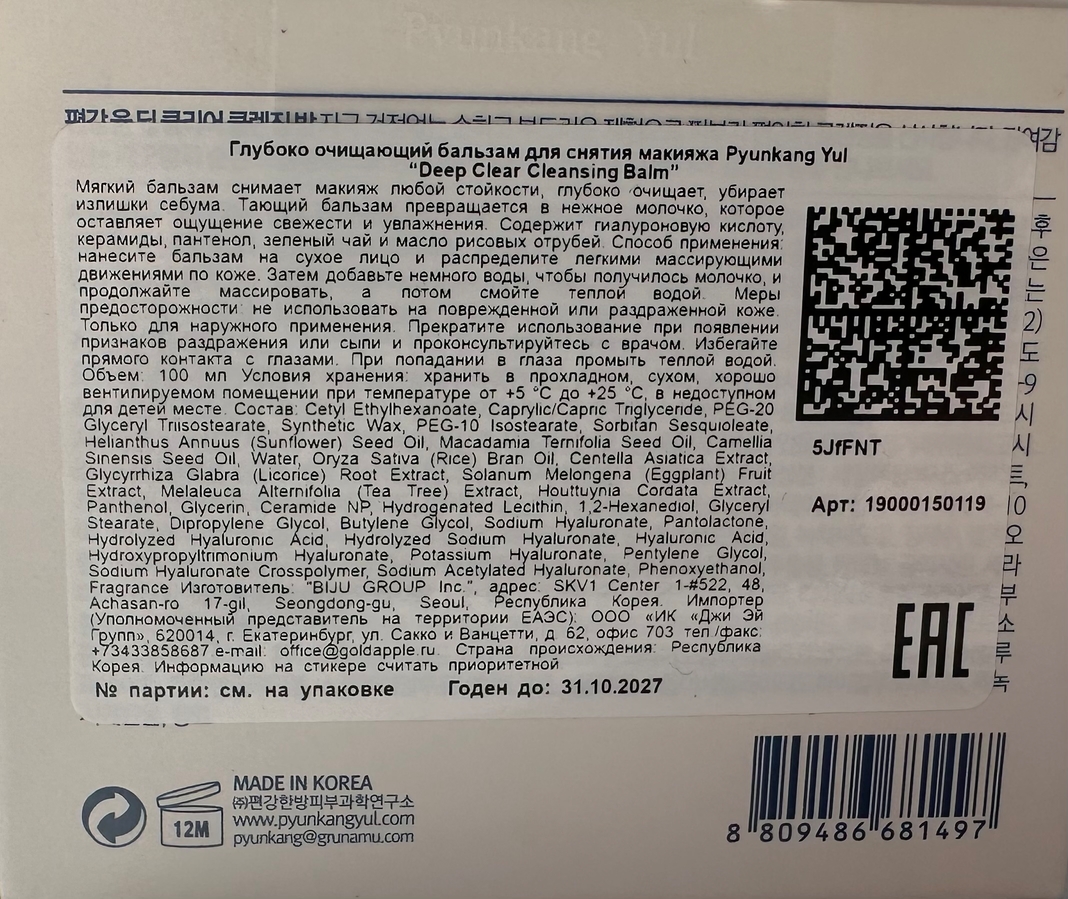 Pyunkang Yul
Глубоко очищающий бальзам для снятия макияжа Pyunkang Yul
“Deep Clear Cleansing Balm”
Мягкий бальзам снимает макияж любой стойкости, глубоко очищает, убирает
излишки себума. Тающий бальзам превращается в нежное молочко, которое
оставляет ощущение свежести и увлажнения. Содержит гиалуроновую кислоту,
керамиды, пантенол, зеленый чай и масло рисовых отрубей. Способ применения:
нанесите бальзам на сухое лицо и распределите легкими массирующими
движениями по коже. Затем добавьте немного воды, чтобы получилось молочко, и
продолжайте массировать, а потом смойте теплой водой. Меры
предосторожности: не использовать на поврежденной или раздраженной коже.
Только для наружного применения. Прекратите использование при появлении
признаков раздражения или сыпи и проконсультируйтесь с врачом. Избегайте
прямого контакта с глазами. При попадании в глаза промыть теплой водой.
Объем: 100 мл Условия хранения: хранить в прохладном, сухом, хорошо
вентилируемом помещении при температуре от +5 °C до +25 °C, в недоступном
для детей месте. Состав: Cetyl Ethylhexanoate, Caprylic/Capric Triglyceride, PEG-20
Glyceryl Triisostearate, Synthetic Wax, PEG-10 Isostearate, Sorbitan Sesquioleate,
Helianthus Annuus (Sunflower) Seed Oil, Macadamia Ternifolia Seed Oil, Camellia
Sinensis Seed Oil, Water, Oryza Sativa (Rice) Bran Oil, Centella Asiatica Extract,
Glycyrrhiza Glabra (Licorice) Root Extract, Solanum Melongena (Eggplant) Fruit
Extract, Melaleuca Alternifolia (Tea Tree) Extract, Houttuynia Cordata Extract,
Panthenol, Glycerin, Ceramide NP, Hydrogenated Lecithin, 1,2-Hexanediol, Glyceryl
Stearate, Dipropylene Glycol, Butylene Glycol, Sodium Hyaluronate, Pantolactone,
Hydrolyzed Hyaluronic Acid, Hydrolyzed Sodium Hyaluronate, Hyaluronic Acid,
Hydroxypropyltrimonium Hyaluronate, Potassium Hyaluronate, Pentylene Glycol,
Sodium Hyaluronate Crosspolymer, Sodium Acetylated Hyaluronate, Phenoxyethanol,
Fragrance Изготовитель: "BIJU GROUP Inc.", адрес: SKV1 Center 1-#522, 48,
Achasan-ro 17-gil, Seongdong-gu, Seoul, Республика Корея. Импортер
(Уполномоченный представитель на территории ЕАЭС): ООО «ИК «Джи Эй
Групп», 620014, г. Екатеринбург, ул. Сакко и Ванцетти, д. 62, офис 703 тел./факс:
+73433858687 e-mail: office@goldapple.ru. Страна происхождения: Республика
Корея. Информацию на стикере считать приоритетной
№ партии: см. на упаковке Годен до: 31.10.2027
5JfFNT
Арт: 19000150119
EAC
12M
MADE IN KOREA
㈜편강한방피부과학연구소
www.pyunkangyul.com
pyunkang@grunamu.com
8 809486 681497